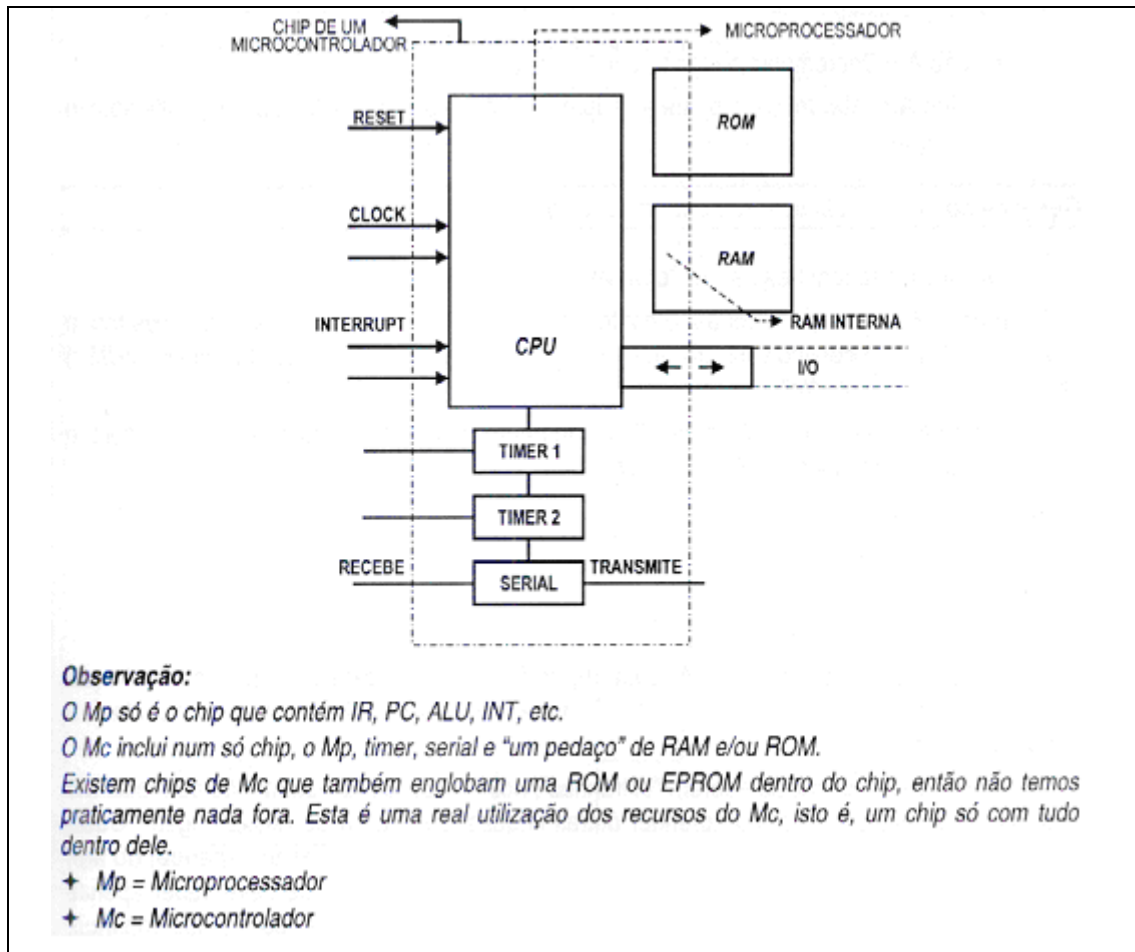 CHIP DE UM
MICROCONTROLADOR
MICROPROCESSADOR
RESET
ROM
CLOCK
RAM
RAM INTERNA
INTERRUPT
CPU
I/O
TIMER 1
TIMER 2
RECEBE
SERIAL
TRANSMITE
Observação:
O Mp só é o chip que contém IR, PC, ALU, INT, etc.
O Mc inclui num só chip, o Mp, timer, serial e “um pedaço” de RAM e/ou ROM.
Existem chips de Mc que também englobam uma ROM ou EPROM dentro do chip, então não temos
praticamente nada fora. Esta é uma real utilização dos recursos do Mc, isto é, um chip só com tudo
dentro dele.
+ Mp = Microprocessador
+ Mc = Microcontrolador